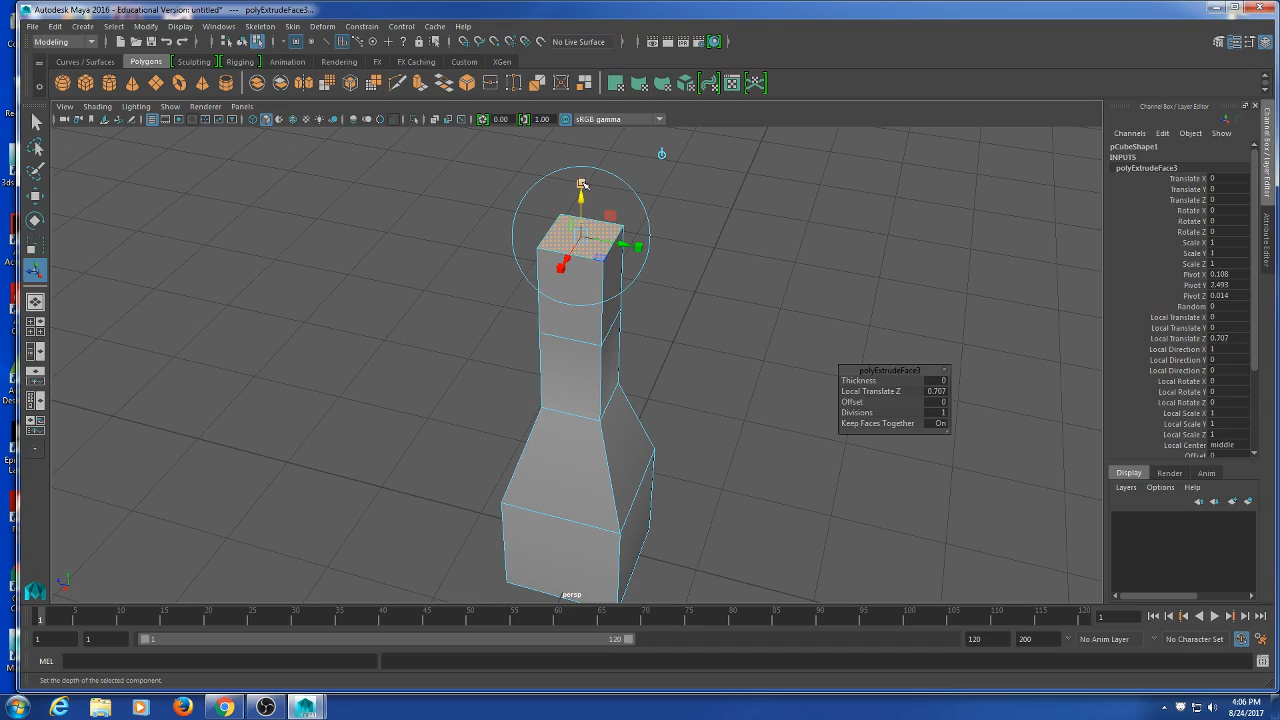 Autodesk Maya 2016 - Educational Version: untitled* --- polyExtrudeFace3...
File Edit Create Select Modify Display Windows Skeleton Skin Deform Constrain Control Cache Help
Modeling No Live Surface
Curves / Surfaces Polygons Sculpting Rigging Animation Rendering FX FX Caching Custom XGen
View Shading Lighting Show Renderer Panels
0.00 1.00 sRGB gamma
persp
polyExtrudeFace3
Thickness 0
Local Translate Z 0.707
Offset 0
Divisions 1
Keep Faces Together On
Channel Box / Layer Editor
Channels Edit Object Show
pCubeShape1
INPUTS
polyExtrudeFace3
Translate X 0
Translate Y 0
Translate Z 0
Rotate X 0
Rotate Y 0
Rotate Z 0
Scale X 1
Scale Y 1
Scale Z 1
Pivot X 0.108
Pivot Y 2.493
Pivot Z 0.014
Random 0
Local Translate X 0
Local Translate Y 0
Local Translate Z 0.707
Local Direction X 1
Local Direction Y 0
Local Direction Z 0
Local Rotate X 0
Local Rotate Y 0
Local Rotate Z 0
Local Scale X 1
Local Scale Y 1
Local Scale Z 1
Local Center middle
Offset 0
Display Render Anim
Layers Options Help
Channel Box / Layer Editor
Attribute Editor
5 10 15 20 25 30 35 40 45 50 55 60 65 70 75 80 85 90 95 100 105 110 115 120
1 1
1 1 1 120 120 200 No Anim Layer No Character Set
MEL
Set the depth of the selected component.
4:06 PM
8/24/2017